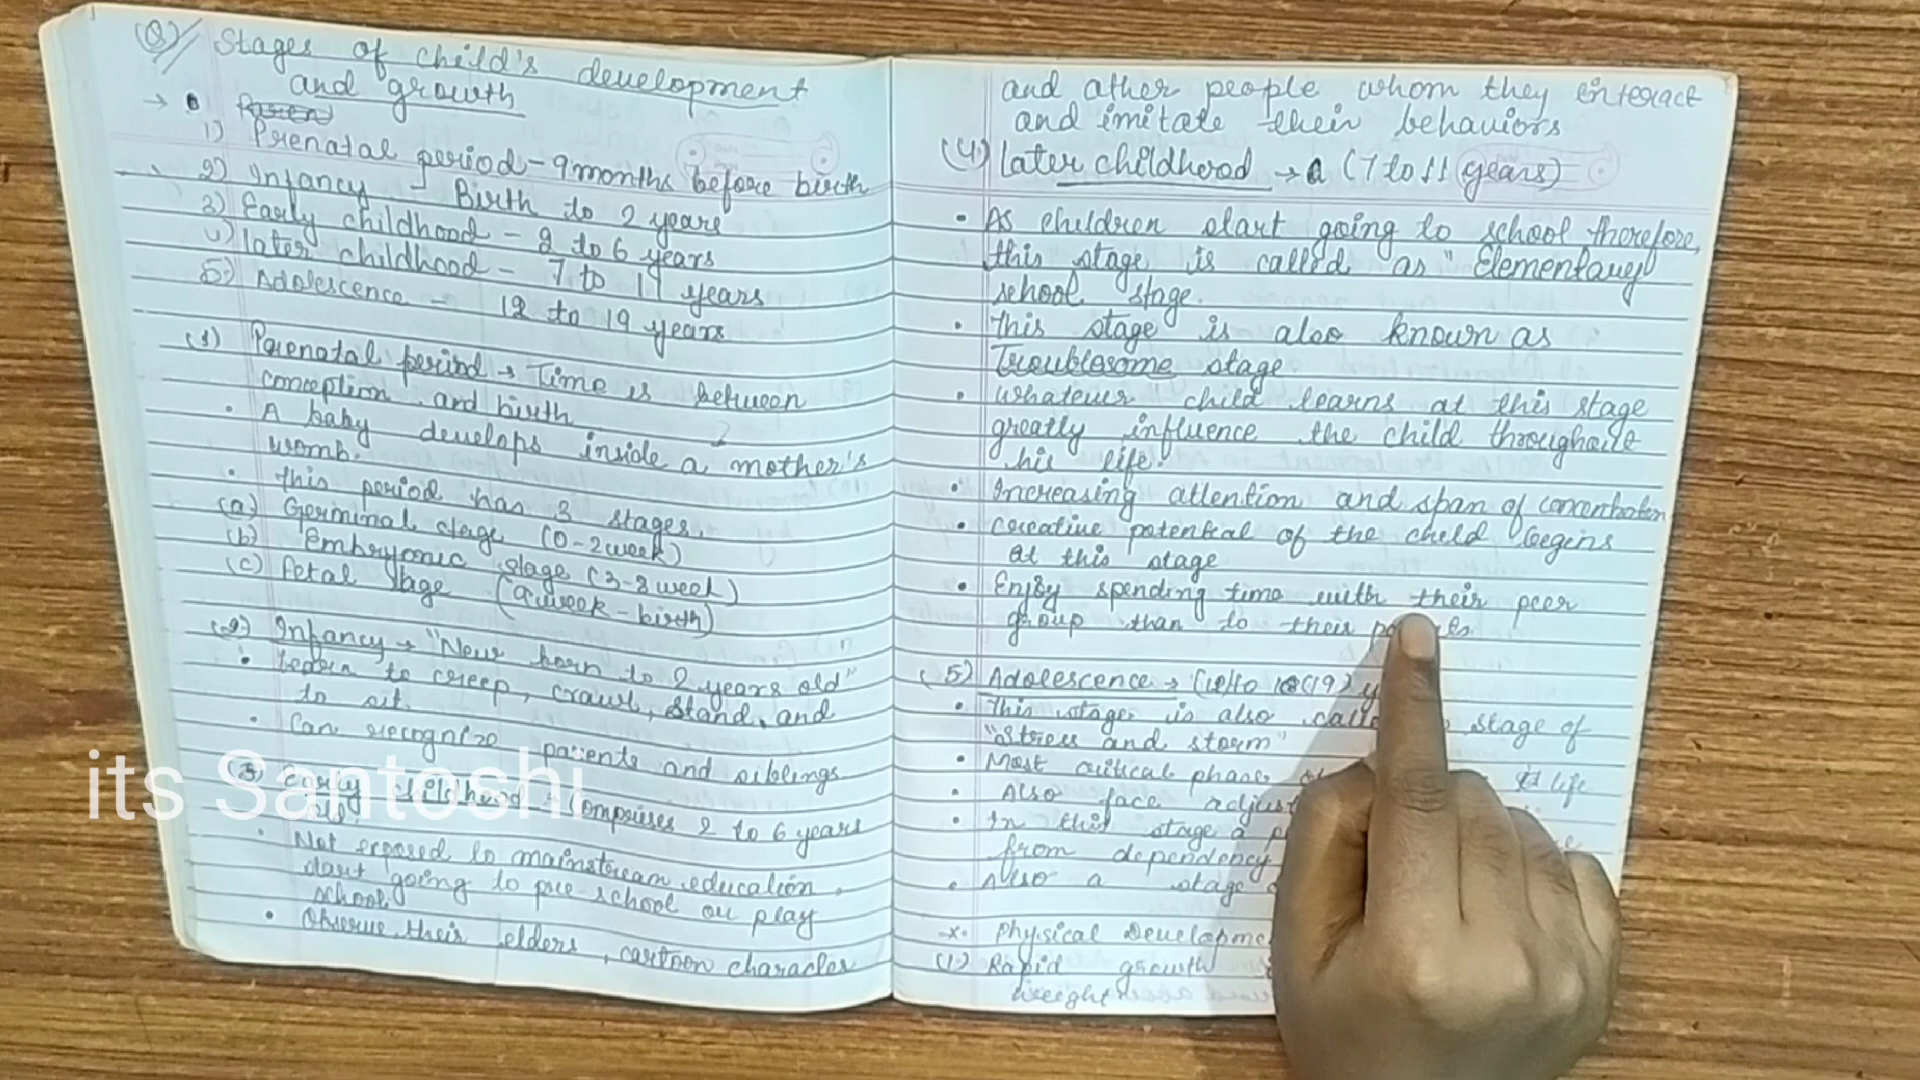 Q) Stages of child's development
and growth
1) Prenatal period - 9 months before birth
2) Infancy - Birth to 2 years
3) Early childhood - 2 to 6 years
4) later childhood - 7 to 11 years
5) Adolescence - 12 to 19 years
(1) Prenatal period → Time is between
conception and birth
• A baby develops inside a mother's
womb.
• this period has 3 stages.
(a) Germinal stage (0-2 week)
(b) Embryonic stage (3-8 week)
(c) fetal stage (9 week - birth)
(2) Infancy → "New born to 2 years old"
• learn to creep, crawl, stand, and
to sit.
• Can recognize parents and siblings
3) Early childhood : Comprises 2 to 6 years
• Not exposed to mainstream education,
start going to pre-school or play
school
• Observe their elders, cartoon character
and other people whom they interact
and imitate their behaviors
(4) later childhood → (7 to 11 years)
• As children start going to school therefore,
this stage is called as "Elementary
school stage.
• This stage is also known as
Troublesome stage
• Whatever child learns at this stage
greatly influence the child throughout
his life.
• Increasing attention and span of concentration
• Creative potential of the child begins
at this stage
• Enjoy spending time with their peer
group than to their
(5) Adolescence → 19)
• This stage is also stage of
"Stress and storm"
• Most critical phase life
• Also face
• In this stage a
from dependency
• Also a stage
Physical
(1) Rapid growth
weight
its Santoshi